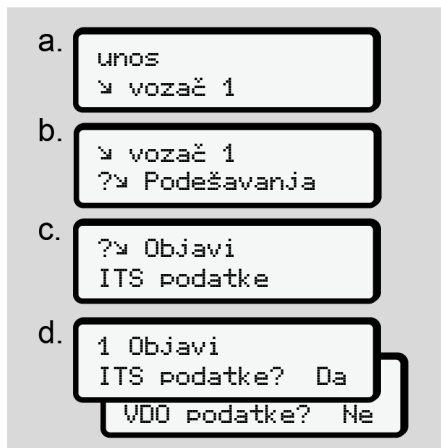 a.
unos
↘ vozač 1
b.
↘ vozač 1
?↘ Podešavanja
c.
?↘ Objavi
ITS podatke
d.
1 Objavi
ITS podatke? Da
VDO podatke? Ne